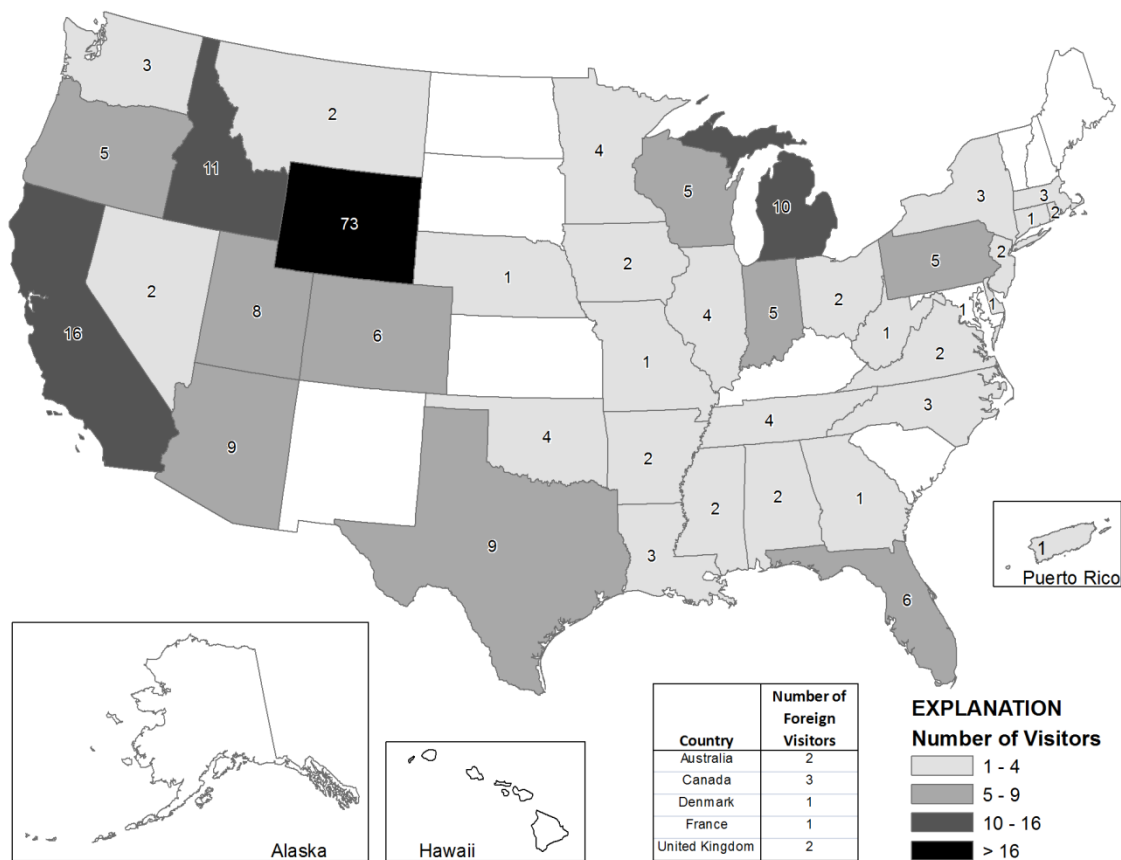 3
2
5
11
73
4
5
10
3
3
1
2
2
5
1
2
2
8
6
1
2
4
5
2
1
1
1
2
16
9
4
1
2
4
3
2
2
1
9
3
6
1
Puerto Rico
Alaska
Hawaii
Country
Number of
Foreign
Visitors
Australia 2
Canada 3
Denmark 1
France 1
United Kingdom 2
EXPLANATION
Number of Visitors
1 - 4
5 - 9
10 - 16
> 16